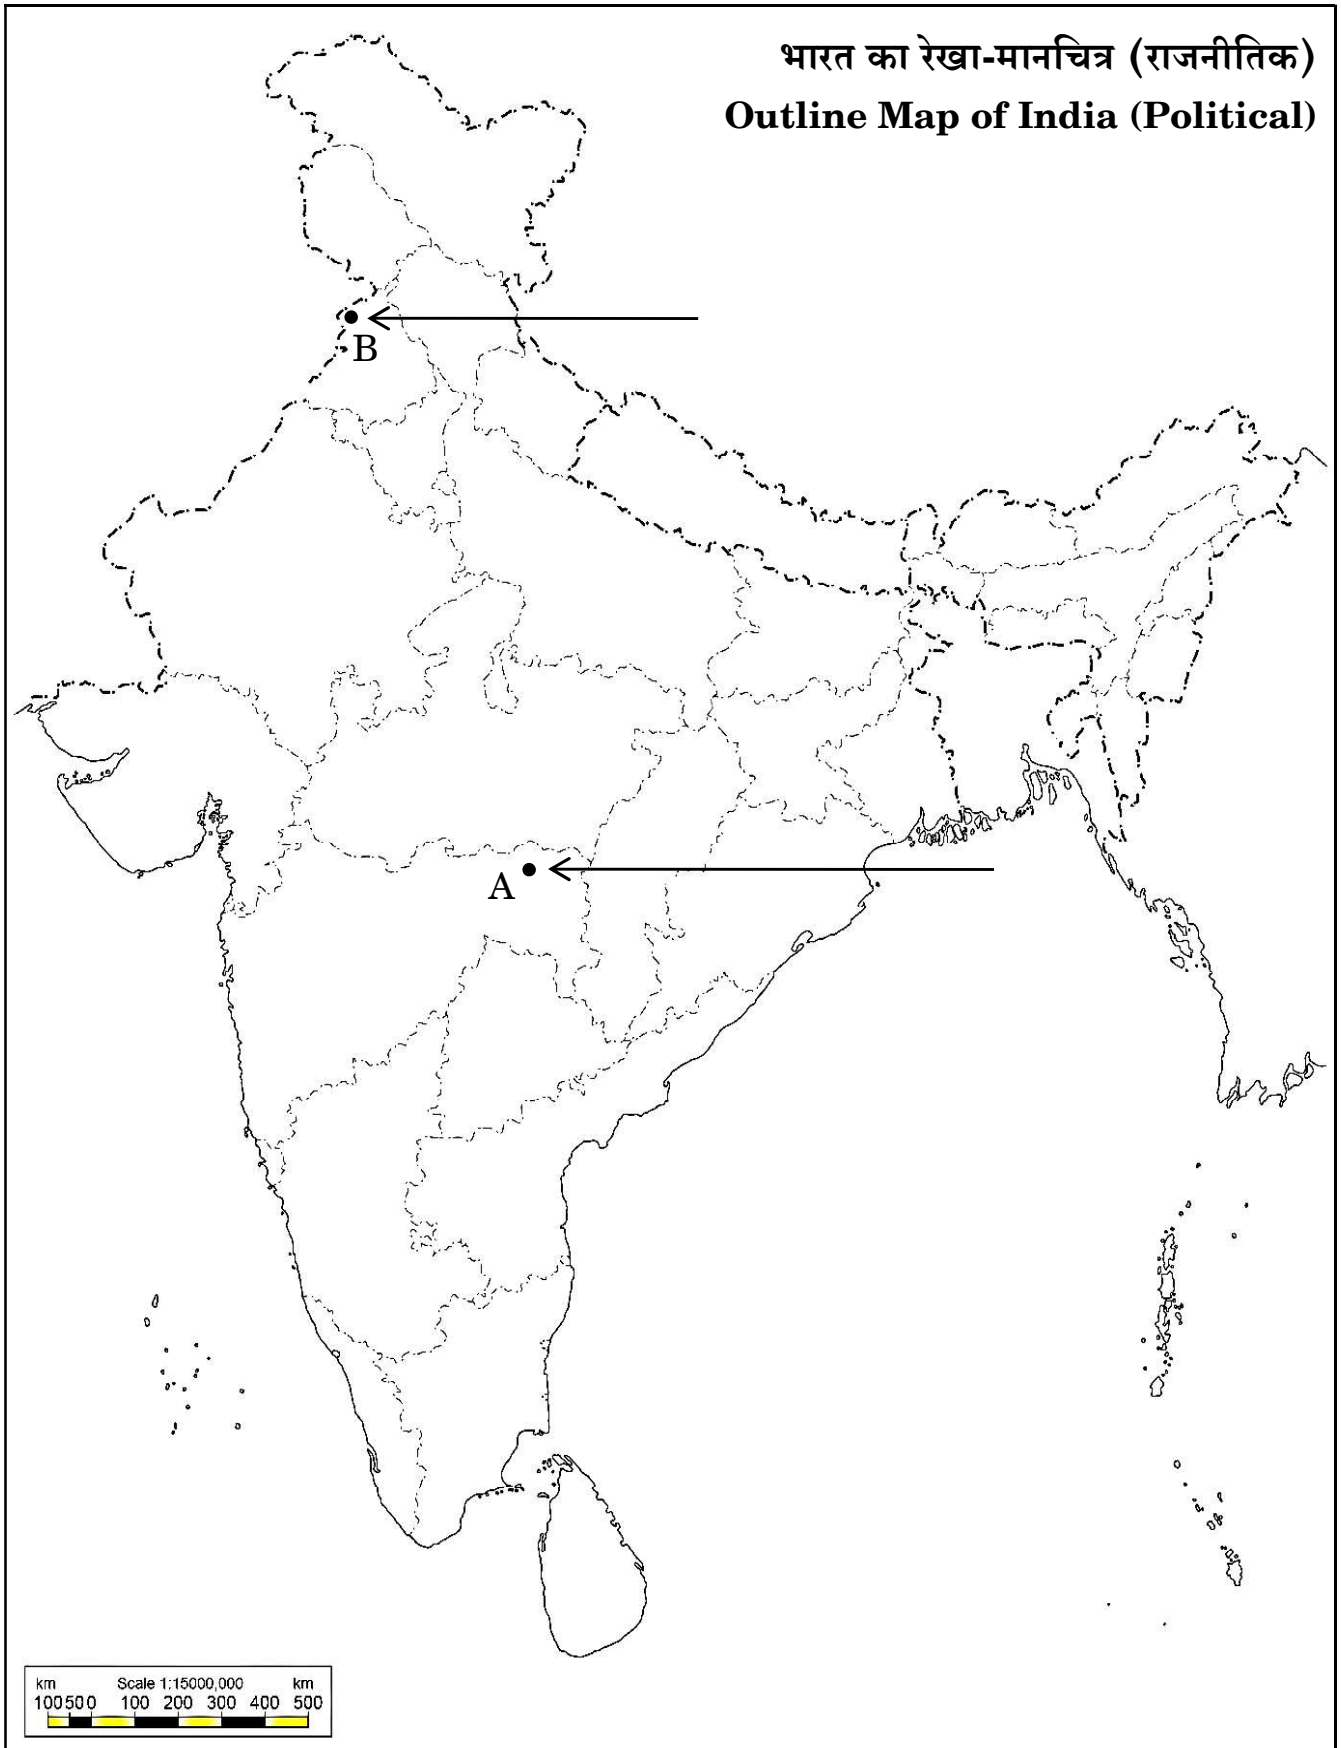 भारत का रेखा-मानचित्र (राजनीतिक)
Outline Map of India (Political)
B
A
km Scale 1:15000,000 km
100 50 0 100 200 300 400 500